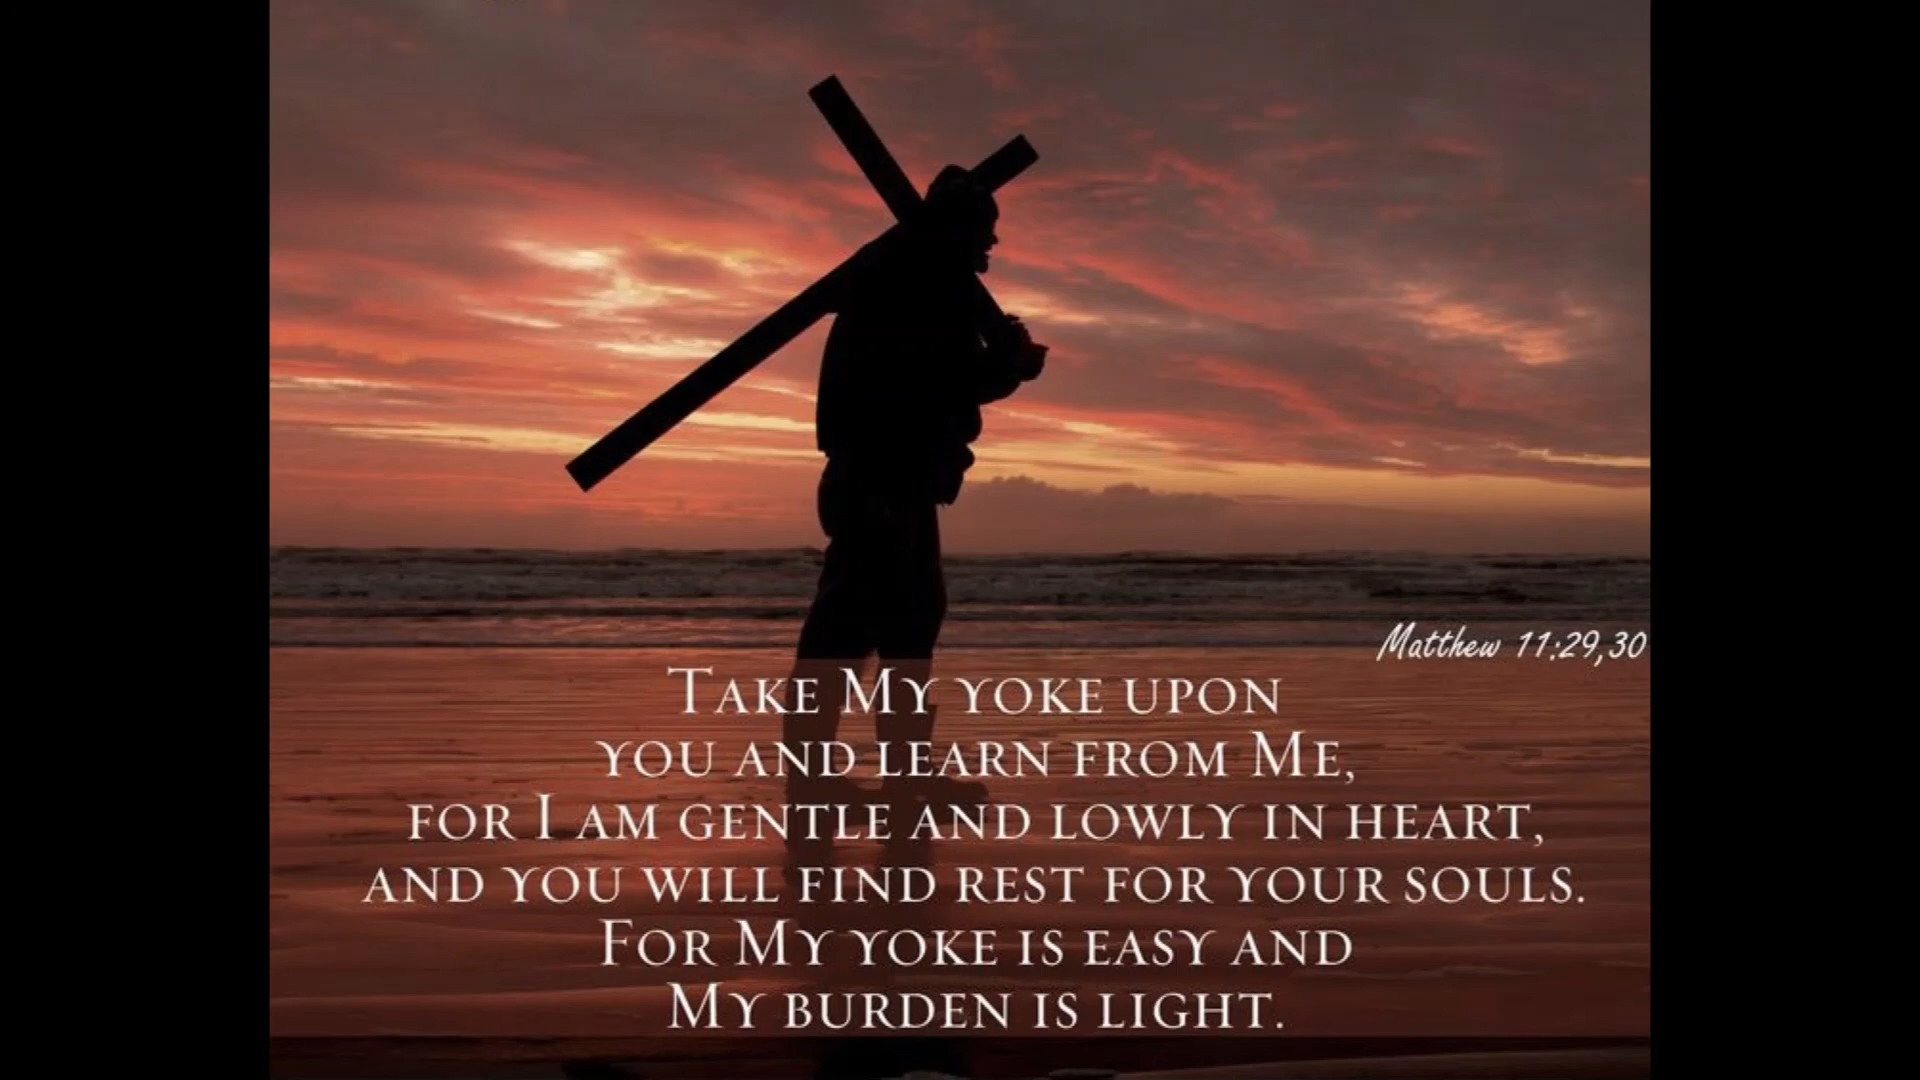 Matthew 11:29,30
Take My yoke upon
you and learn from Me,
for I am gentle and lowly in heart,
and you will find rest for your souls.
For My yoke is easy and
My burden is light.